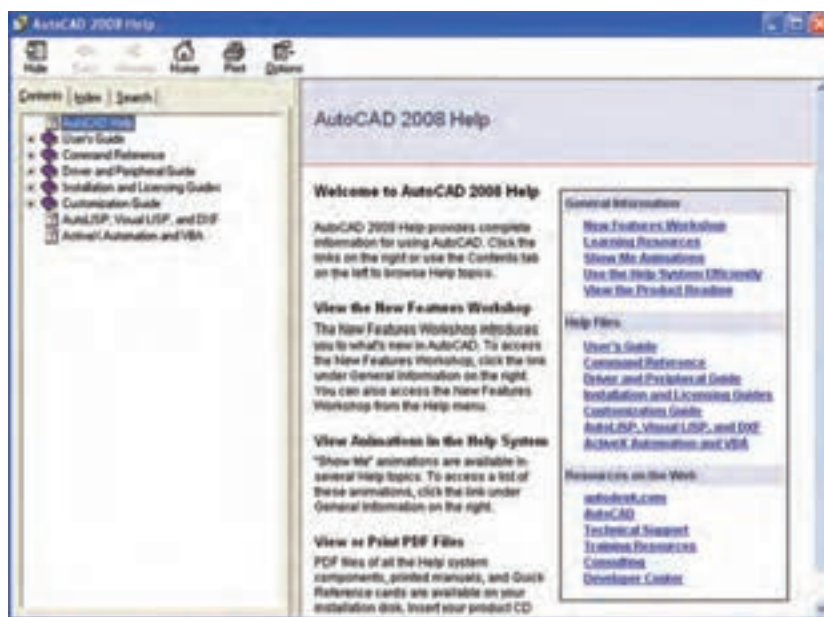 AutoCAD 2008 Help
Hide Back Home Print Options
Contents Index Search
AutoCAD Help
User's Guide
Command Reference
Driver and Peripheral Guide
Installation and Licensing Guides
Customization Guide
AutoLISP, Visual LISP, and DXF
ActiveX Automation and VBA
AutoCAD 2008 Help
Welcome to AutoCAD 2008 Help
AutoCAD 2008 Help provides complete
information for using AutoCAD. Click the
links on the right or use the Contents tab
on the left to browse Help topics.
View the New Features Workshop
The New Features Workshop introduces
you to what's new in AutoCAD. To access
the New Features Workshop, click the link
under General Information on the right.
You can also access the New Features
Workshop from the Help menu.
View Animations in the Help System
"Show Me" animations are available in
several Help topics. To access a list of
these animations, click the link under
General Information on the right.
View or Print PDF Files
PDF files of all the Help system
components, printed manuals, and Quick
Reference cards are available on your
installation disk. Insert your product CD
General Information
New Features Workshop
Learning Resources
Show Me Animations
Use the Help System Efficiently
View the Product Readme
Help Files
User's Guide
Command Reference
Driver and Peripheral Guide
Installation and Licensing Guides
Customization Guide
AutoLISP, Visual LISP, and DXF
ActiveX Automation and VBA
Resources on the Web
autodesk.com
AutoCAD
Technical Support
Training Resources
Consulting
Developer Center